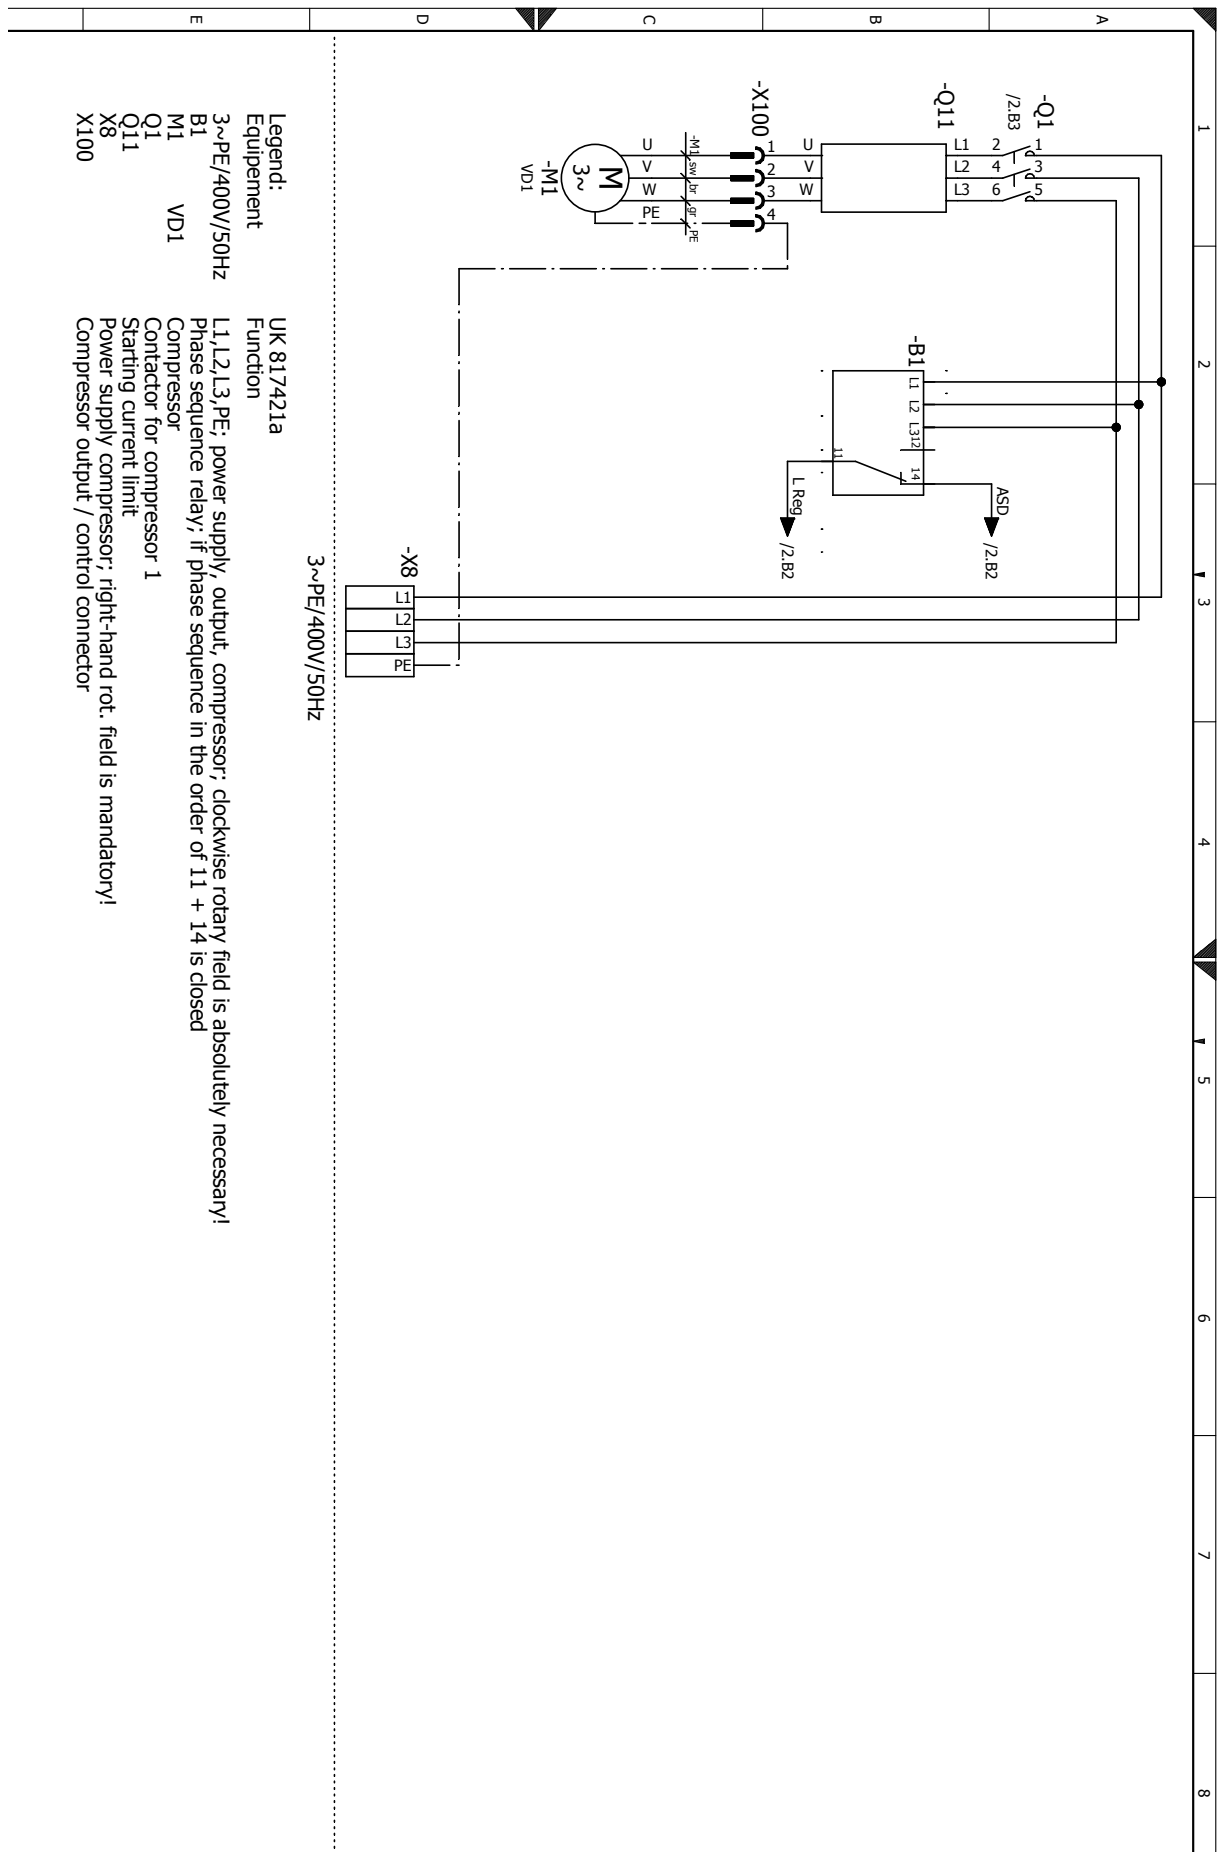 1
2
3
4
5
6
7
8
A
B
C
D
E
-Q1
/2.B3
1
3
5
2
4
6
-Q11
L1
L2
L3
U
V
W
-X100
1
2
3
4
-M1
sw
br
gr
PE
U
V
W
PE
M
3~
-M1
VD1
-B1
L1
L2
L3
12
11
14
ASD
/2.B2
L Reg
/2.B2
-X8
L1
L2
L3
PE
3~PE/400V/50Hz
Legend: UK 817421a
Equipement Function
3~PE/400V/50Hz L1,L2,L3,PE; power supply, output, compressor; clockwise rotary field is absolutely necessary!
B1 Phase sequence relay; if phase sequence in the order of 11 + 14 is closed
M1 VD1 Compressor
Q1 Contactor for compressor 1
Q11 Starting current limit
X8 Power supply compressor; right-hand rot. field is mandatory!
X100 Compressor output / control connector